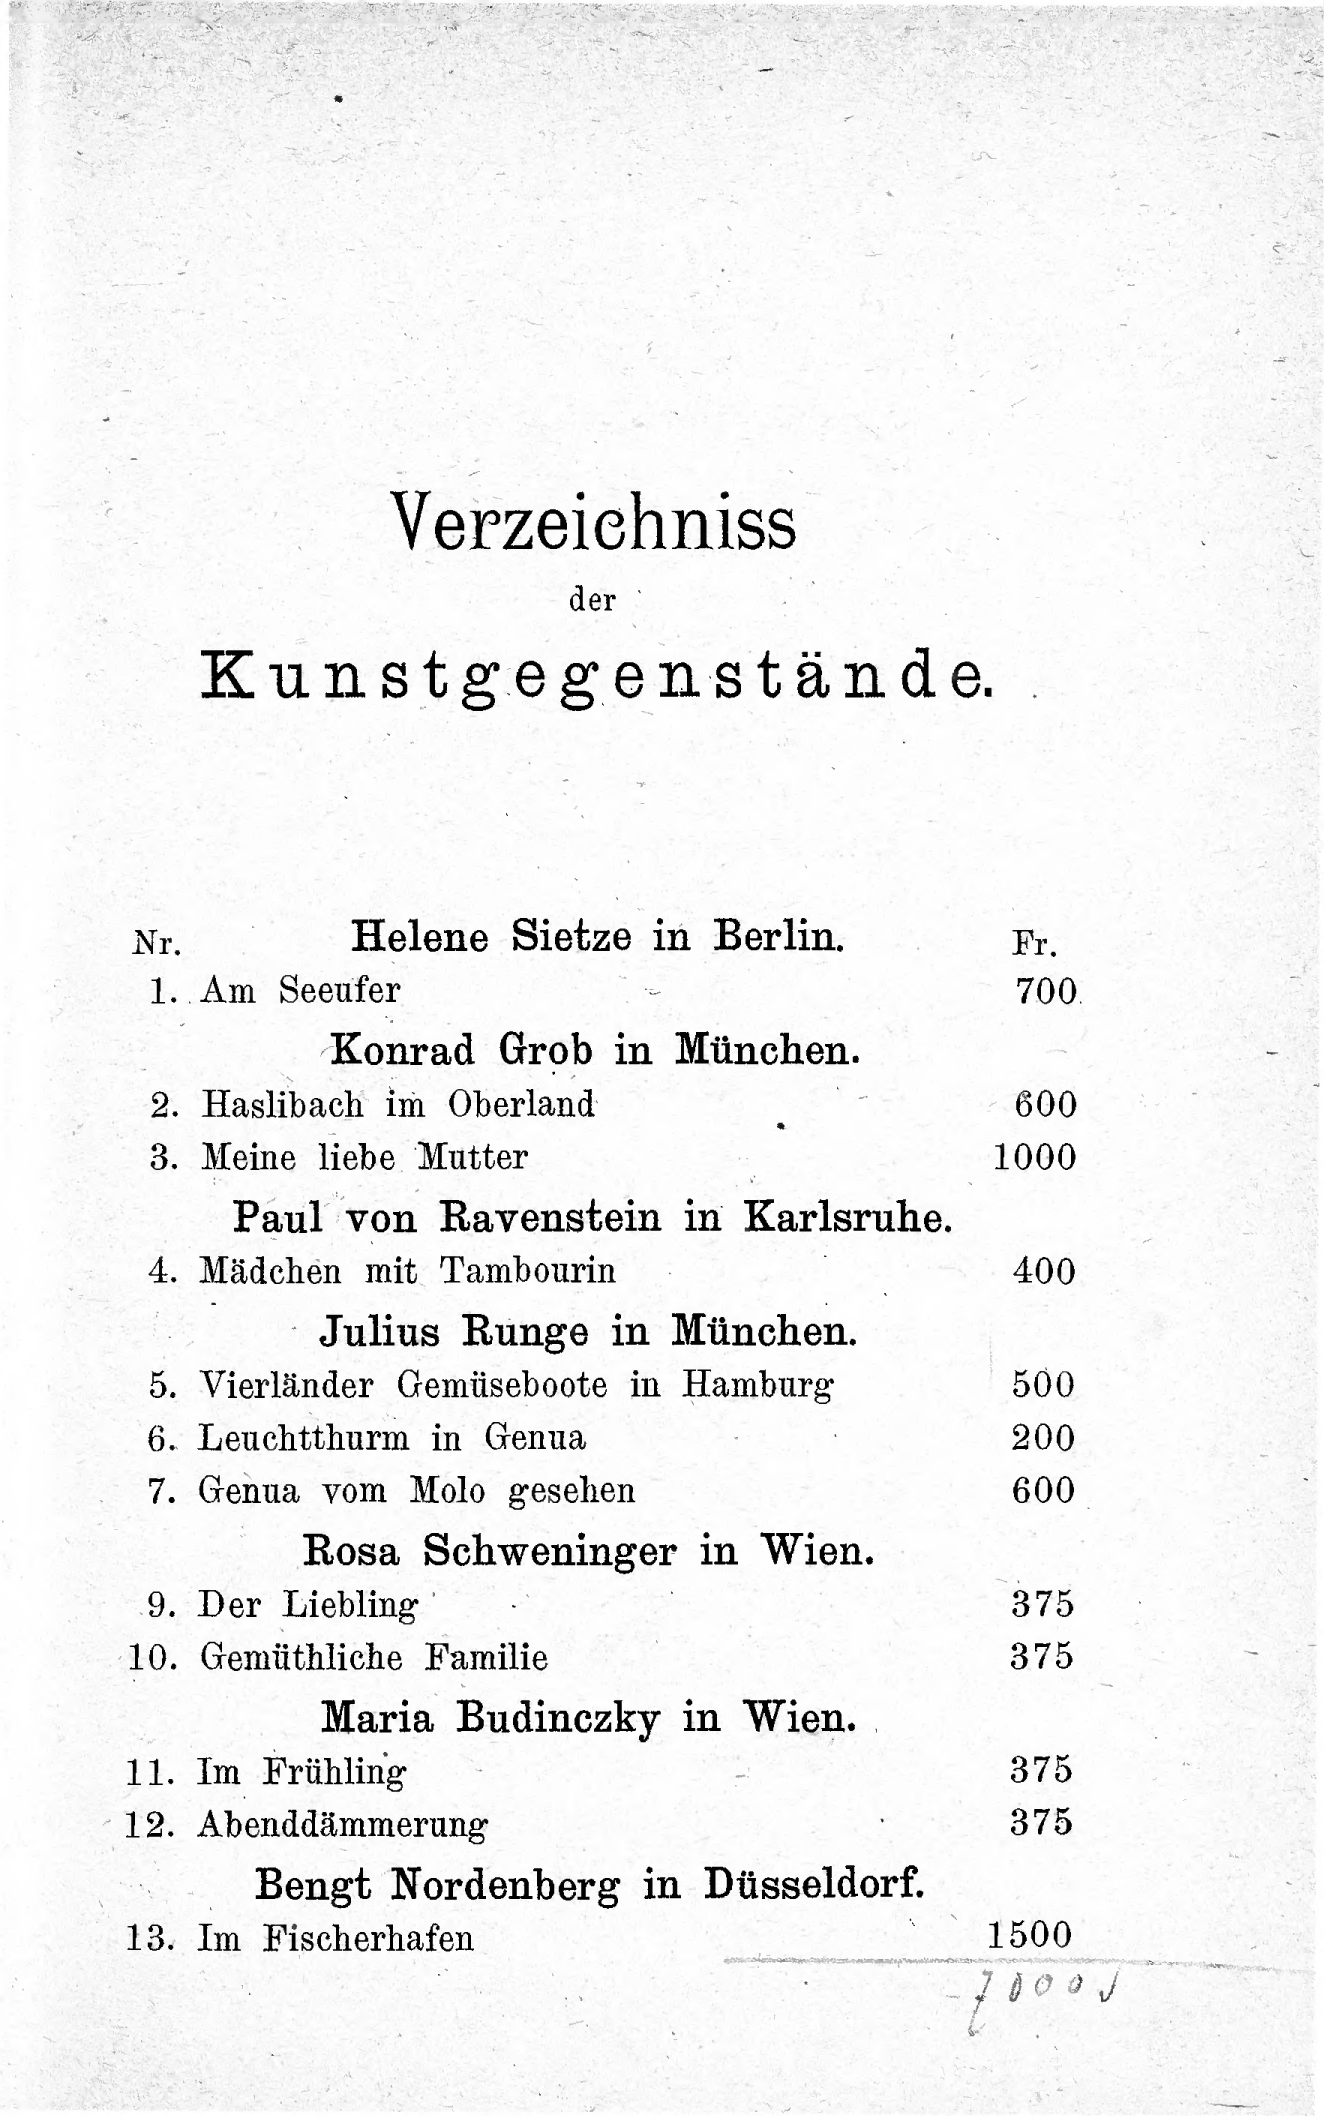 Verzeichniss
der
Kunstgegenstände.
Nr. Helene Sietze in Berlin. Fr.
1. Am Seeufer 700
Konrad Grob in München.
2. Haslibach im Oberland 600
3. Meine liebe Mutter 1000
Paul von Ravenstein in Karlsruhe.
4. Mädchen mit Tambourin 400
Julius Runge in München.
5. Vierländer Gemüseboote in Hamburg 500
6. Leuchtthurm in Genua 200
7. Genua vom Molo gesehen 600
Rosa Schweninger in Wien.
9. Der Liebling 375
10. Gemüthliche Familie 375
Maria Budinczky in Wien.
11. Im Frühling 375
12. Abenddämmerung 375
Bengt Nordenberg in Düsseldorf.
13. Im Fischerhafen 1500
7000